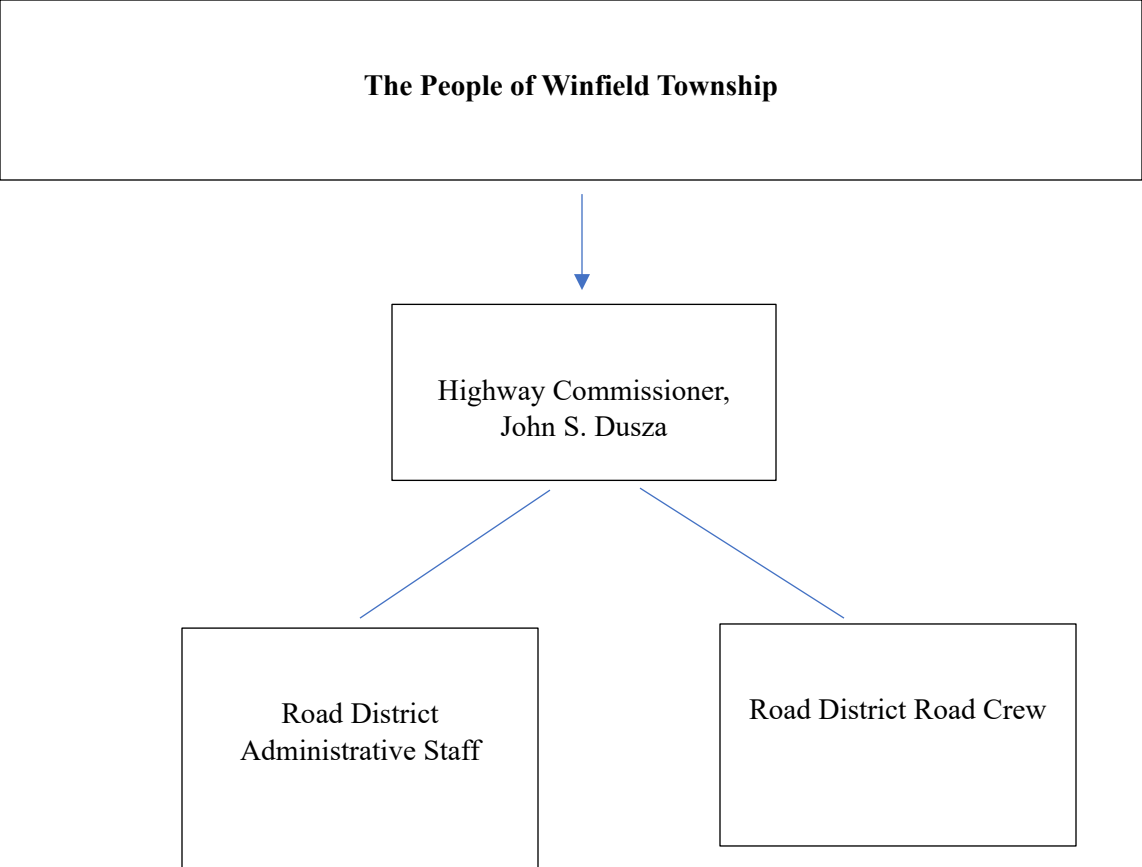 The People of Winfield Township
Highway Commissioner,
John S. Dusza
Road District
Administrative Staff
Road District Road Crew